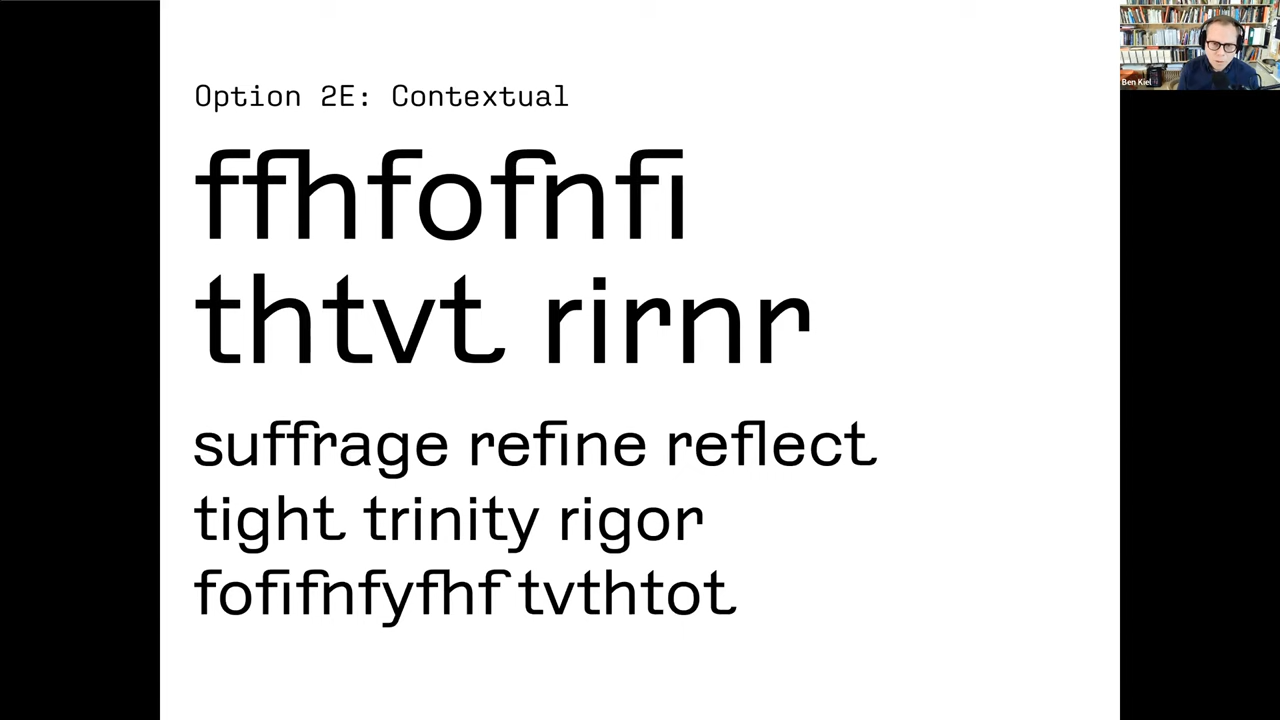 Option 2E: Contextual
ffhfofnfi
thtvt rirnr
suffrage refine reflect
tight trinity rigor
fofifnfyfhf tvthtot
Ben Kiel